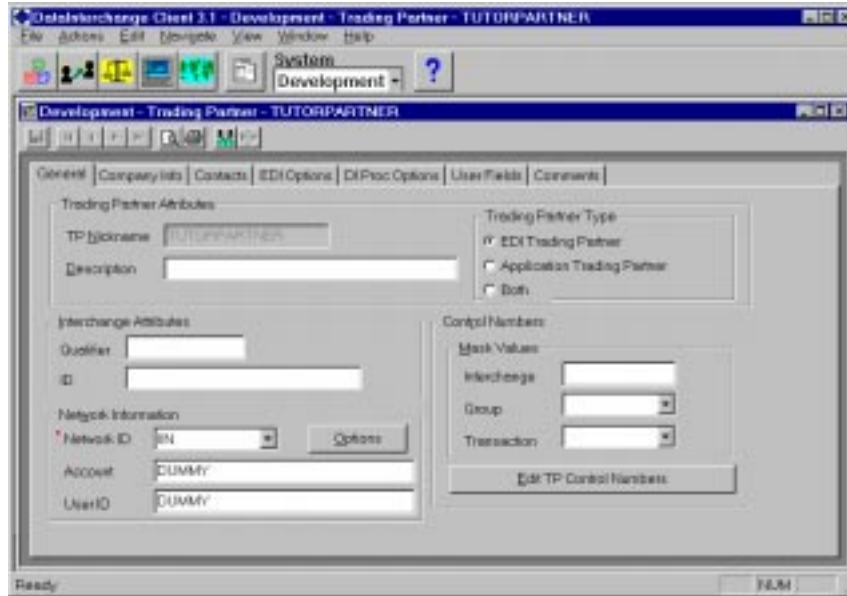 DataInterchange Client 3.1 - Development - Trading Partner - TUTORPARTNER
File Actions Edit Navigate View Window Help
System
Development
Development - Trading Partner - TUTORPARTNER
General Company Info Contacts EDI Options DI Proc Options User Fields Comments
Trading Partner Attributes
TP Nickname TUTORPARTNER
Description
Trading Partner Type
EDI Trading Partner
Application Trading Partner
Both
Interchange Attributes
Qualifier
ID
Network Information
* Network ID IIN Options
Account DUMMY
User ID DUMMY
Control Numbers
Mask Values
Interchange
Group
Transaction
Edit TP Control Numbers
Ready NUM